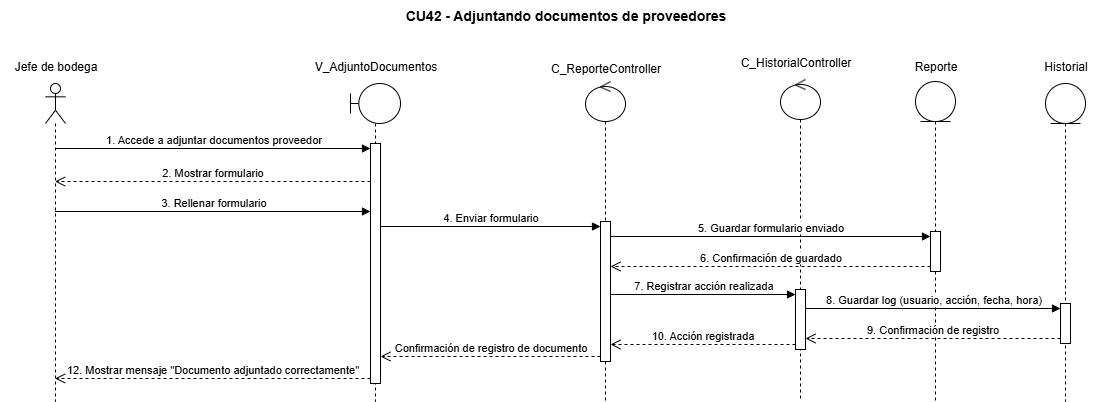 CU42 - Adjuntando documentos de proveedores
Jefe de bodega
V_AdjuntoDocumentos
C_ReporteController
C_HistorialController
Reporte
Historial
1. Accede a adjuntar documentos proveedor
2. Mostrar formulario
3. Rellenar formulario
4. Enviar formulario
5. Guardar formulario enviado
6. Confirmación de guardado
7. Registrar acción realizada
8. Guardar log (usuario, acción, fecha, hora)
9. Confirmación de registro
10. Acción registrada
Confirmación de registro de documento
12. Mostrar mensaje "Documento adjuntado correctamente"